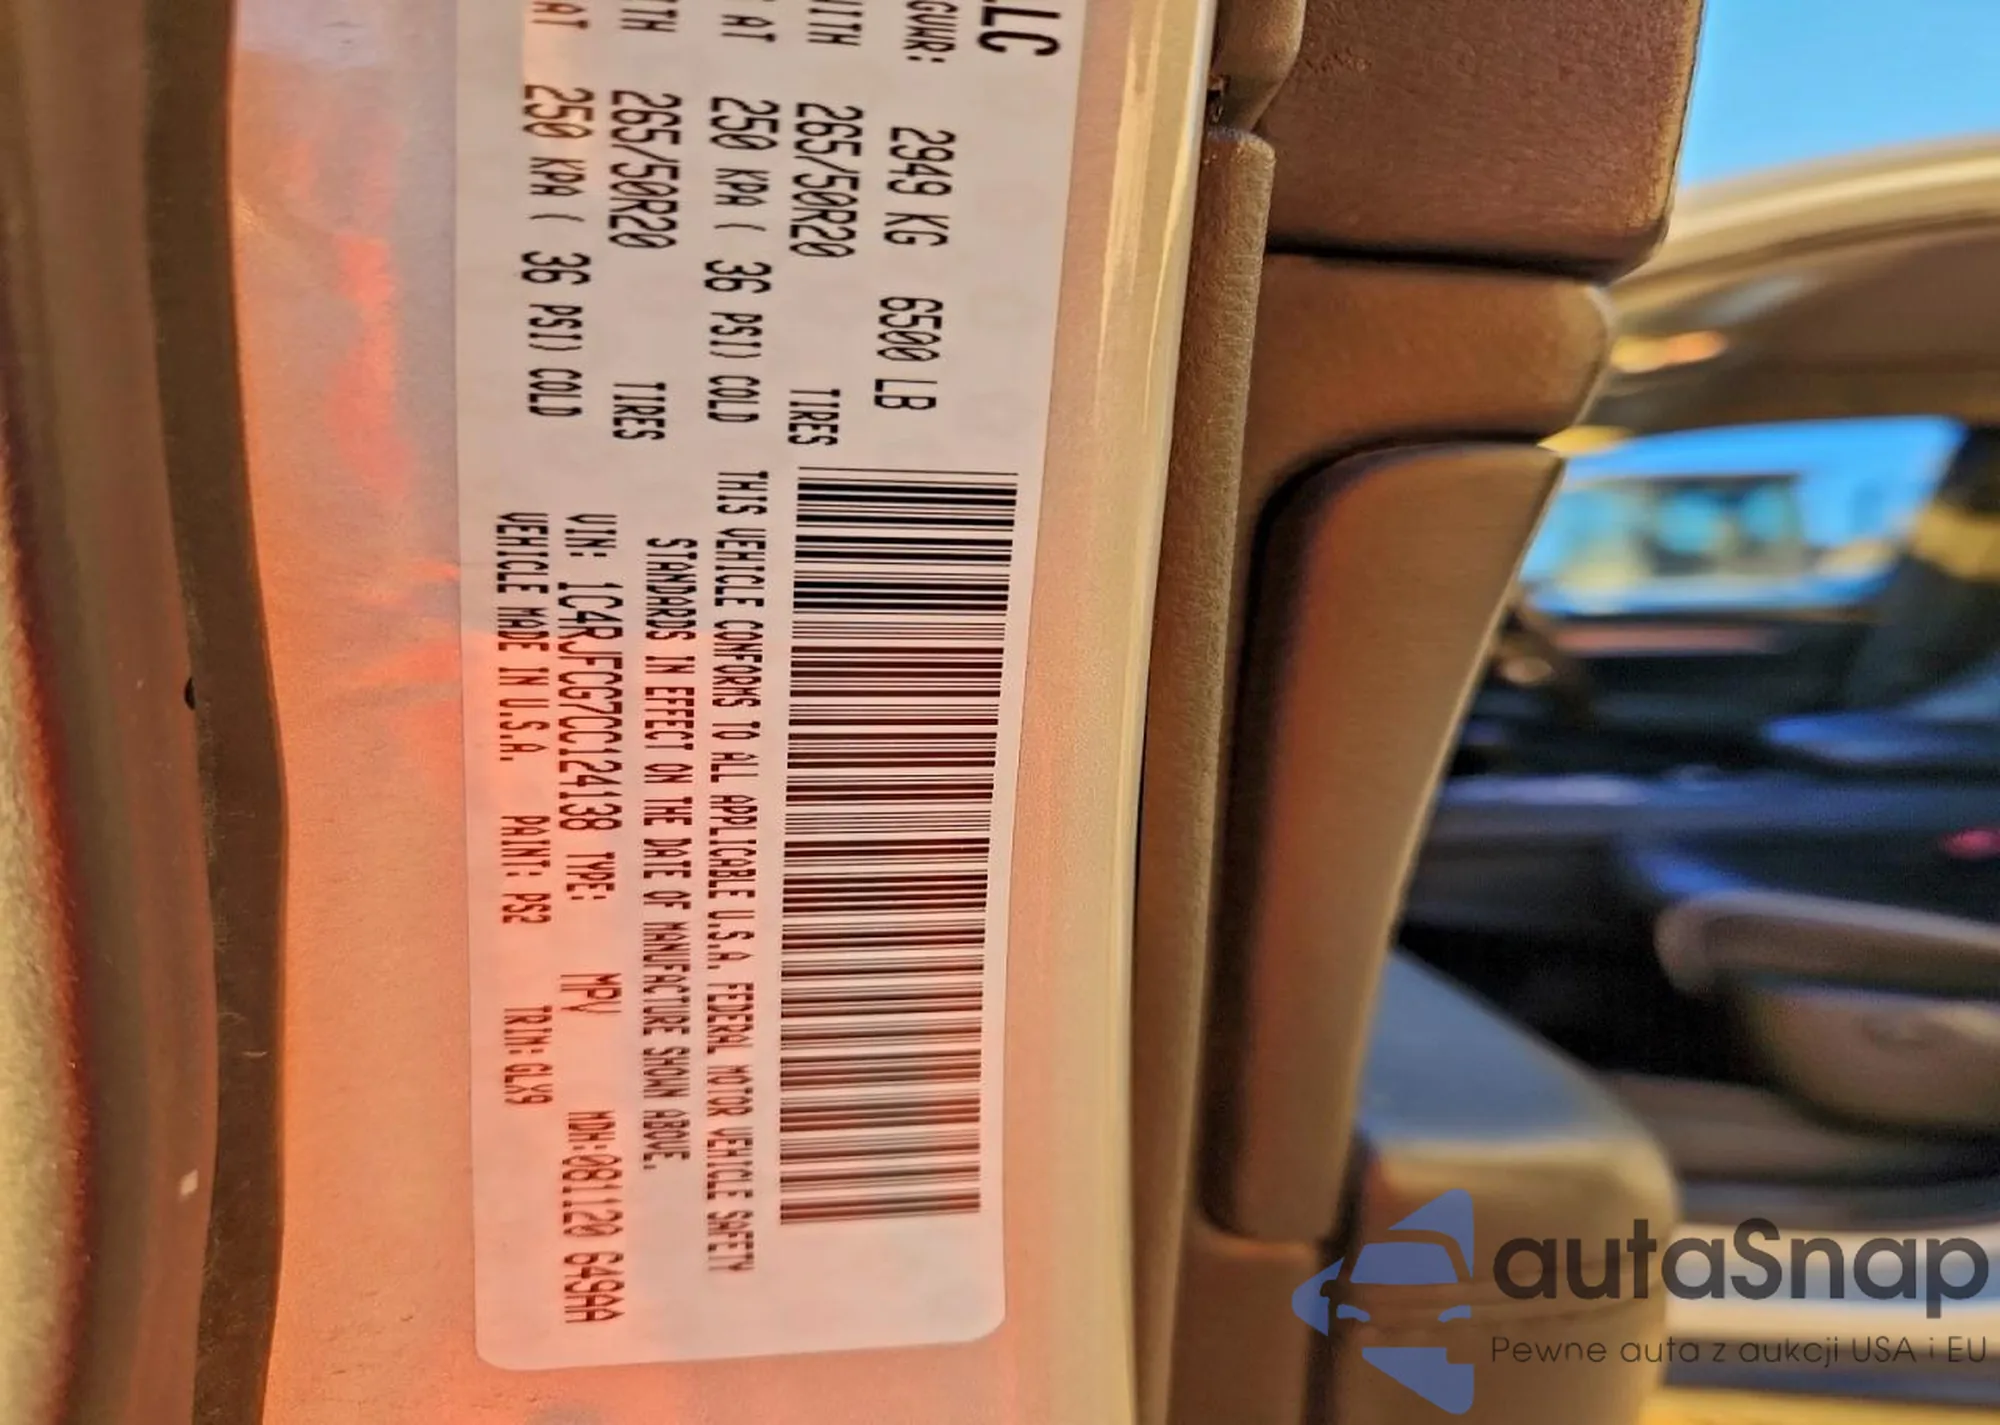 LLC
GVWR: 2949 KG 6500 LB
WITH 265/50R20 TIRES
AT 250 KPA ( 36 PSI) COLD
TH 265/50R20 TIRES
AT 250 KPA ( 36 PSI) COLD
THIS VEHICLE CONFORMS TO ALL APPLICABLE U.S.A. FEDERAL MOTOR VEHICLE SAFETY
STANDARDS IN EFFECT ON THE DATE OF MANUFACTURE SHOWN ABOVE.
VIN: 1C4RJFCG7CC124138 TYPE: MPV MDH:081120 649AA
VEHICLE MADE IN U.S.A. PAINT: PS2 TRIM: GLX9
autaSnap
Pewne auta z aukcji USA i EU